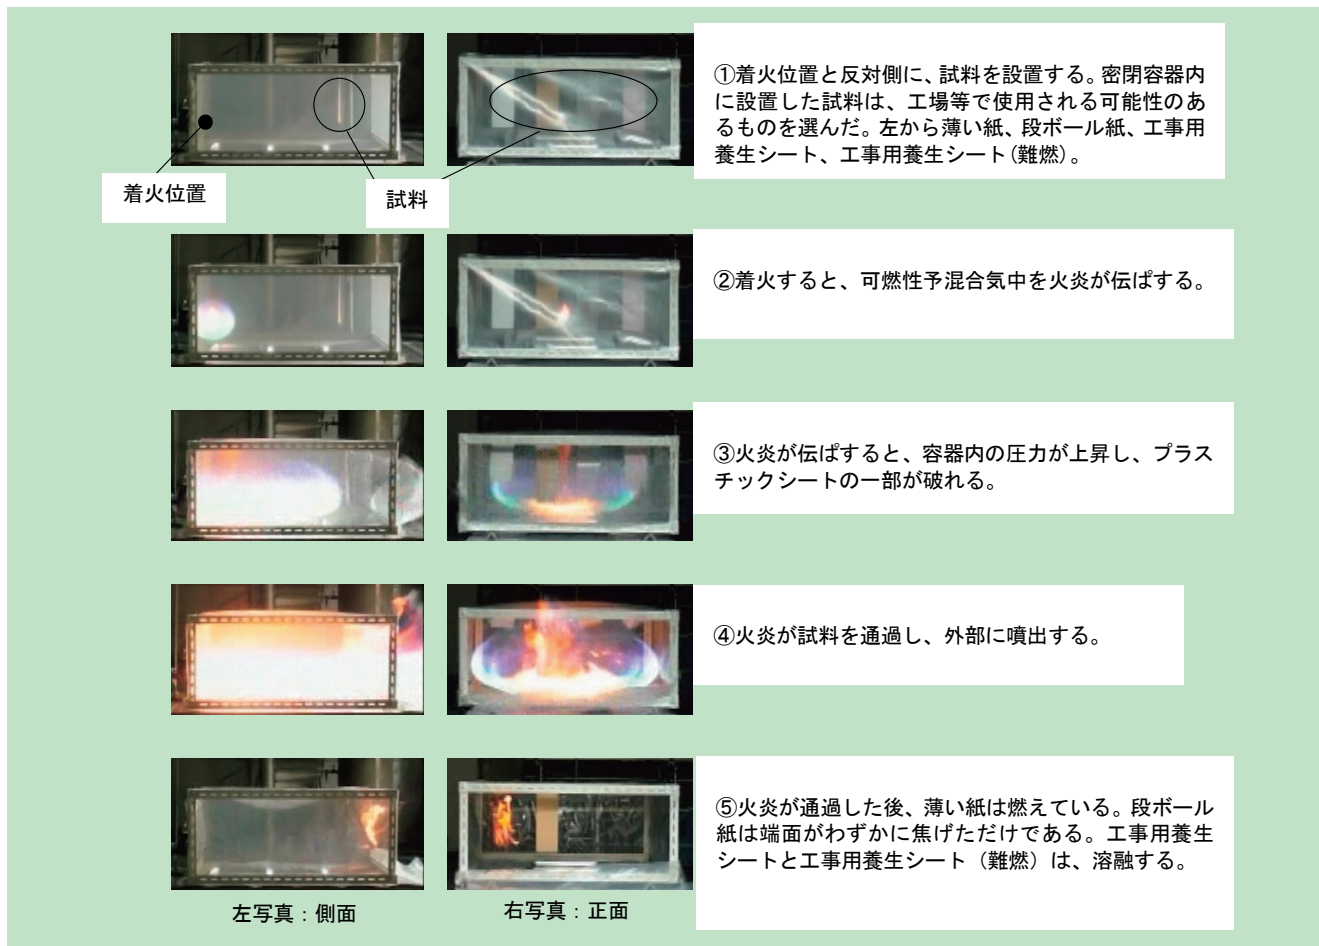 ①着火位置と反対側に、試料を設置する。密閉容器内
に設置した試料は、工場等で使用される可能性のあ
るものを選んだ。左から薄い紙、段ボール紙、工事用
養生シート、工事用養生シート(難燃)。
着火位置
試料
②着火すると、可燃性予混合気中を火炎が伝ぱする。
③火炎が伝ぱすると、容器内の圧力が上昇し、プラス
チックシートの一部が破れる。
④火炎が試料を通過し、外部に噴出する。
⑤火炎が通過した後、薄い紙は燃えている。段ボール
紙は端面がわずかに焦げただけである。工事用養生
シートと工事用養生シート（難燃）は、溶融する。
左写真：側面
右写真：正面